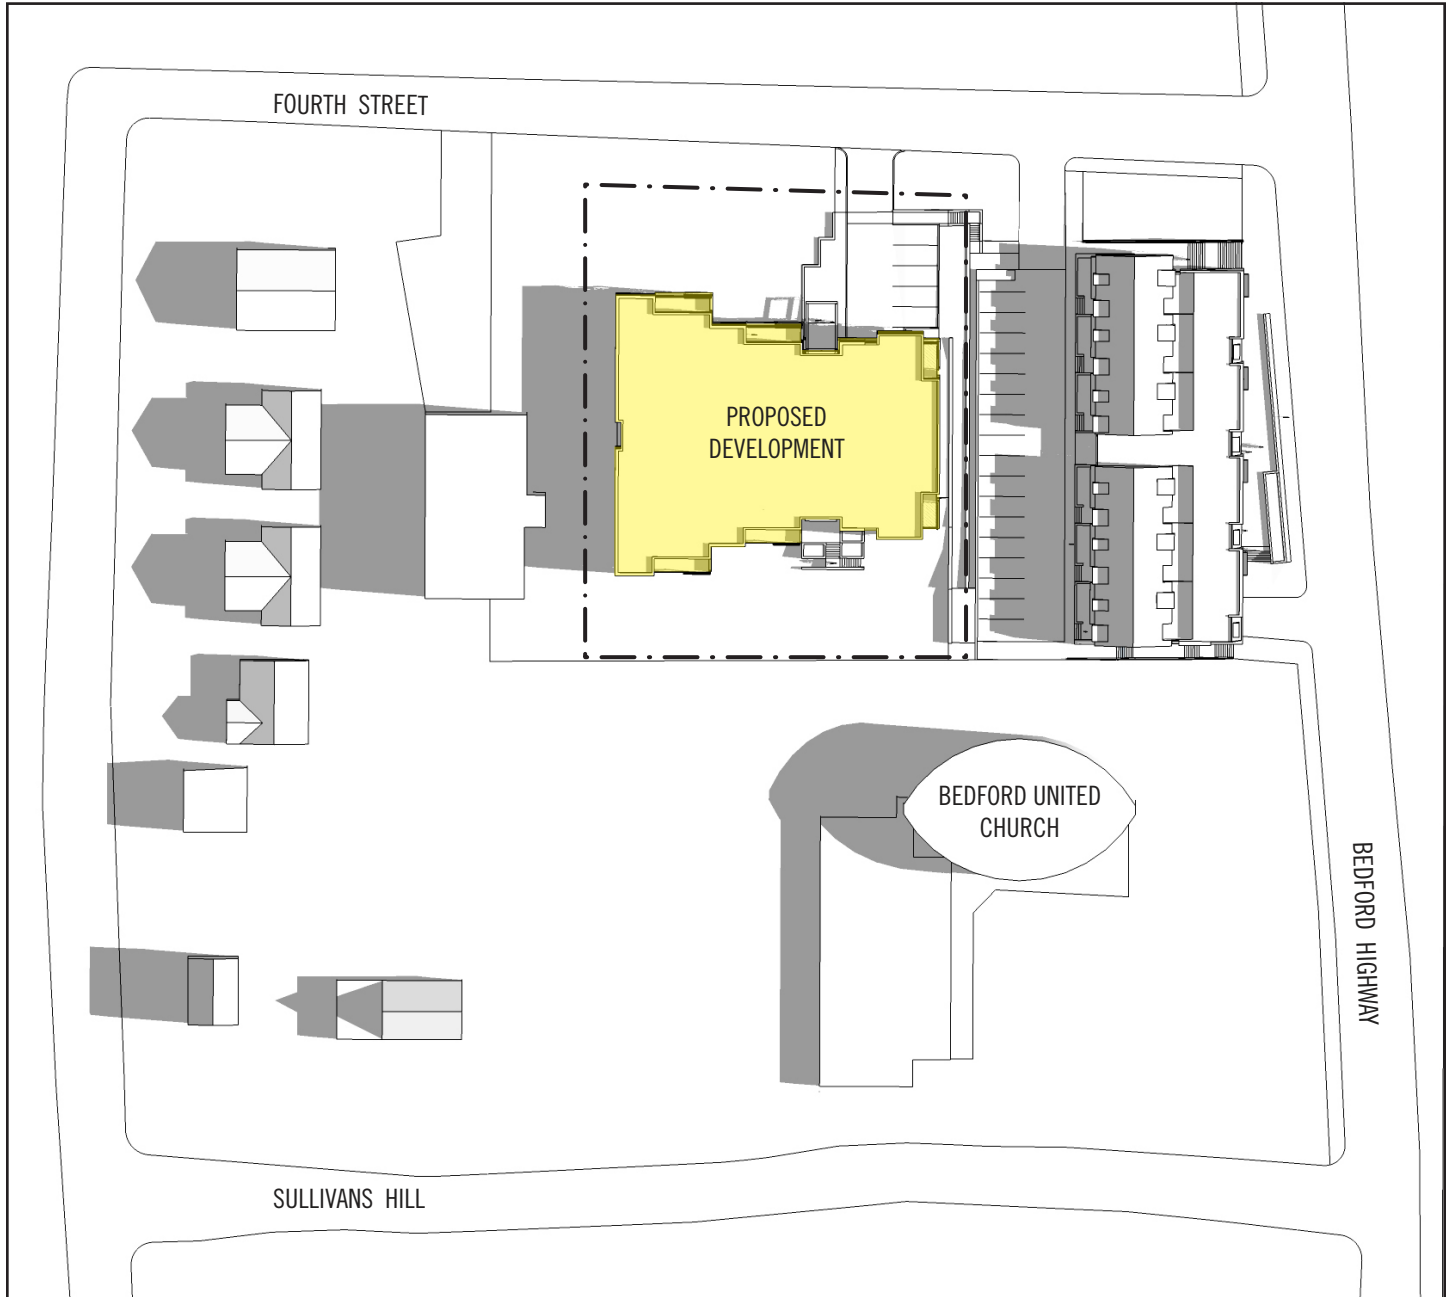 FOURTH STREET
PROPOSED
DEVELOPMENT
BEDFORD UNITED
CHURCH
BEDFORD HIGHWAY
SULLIVANS HILL